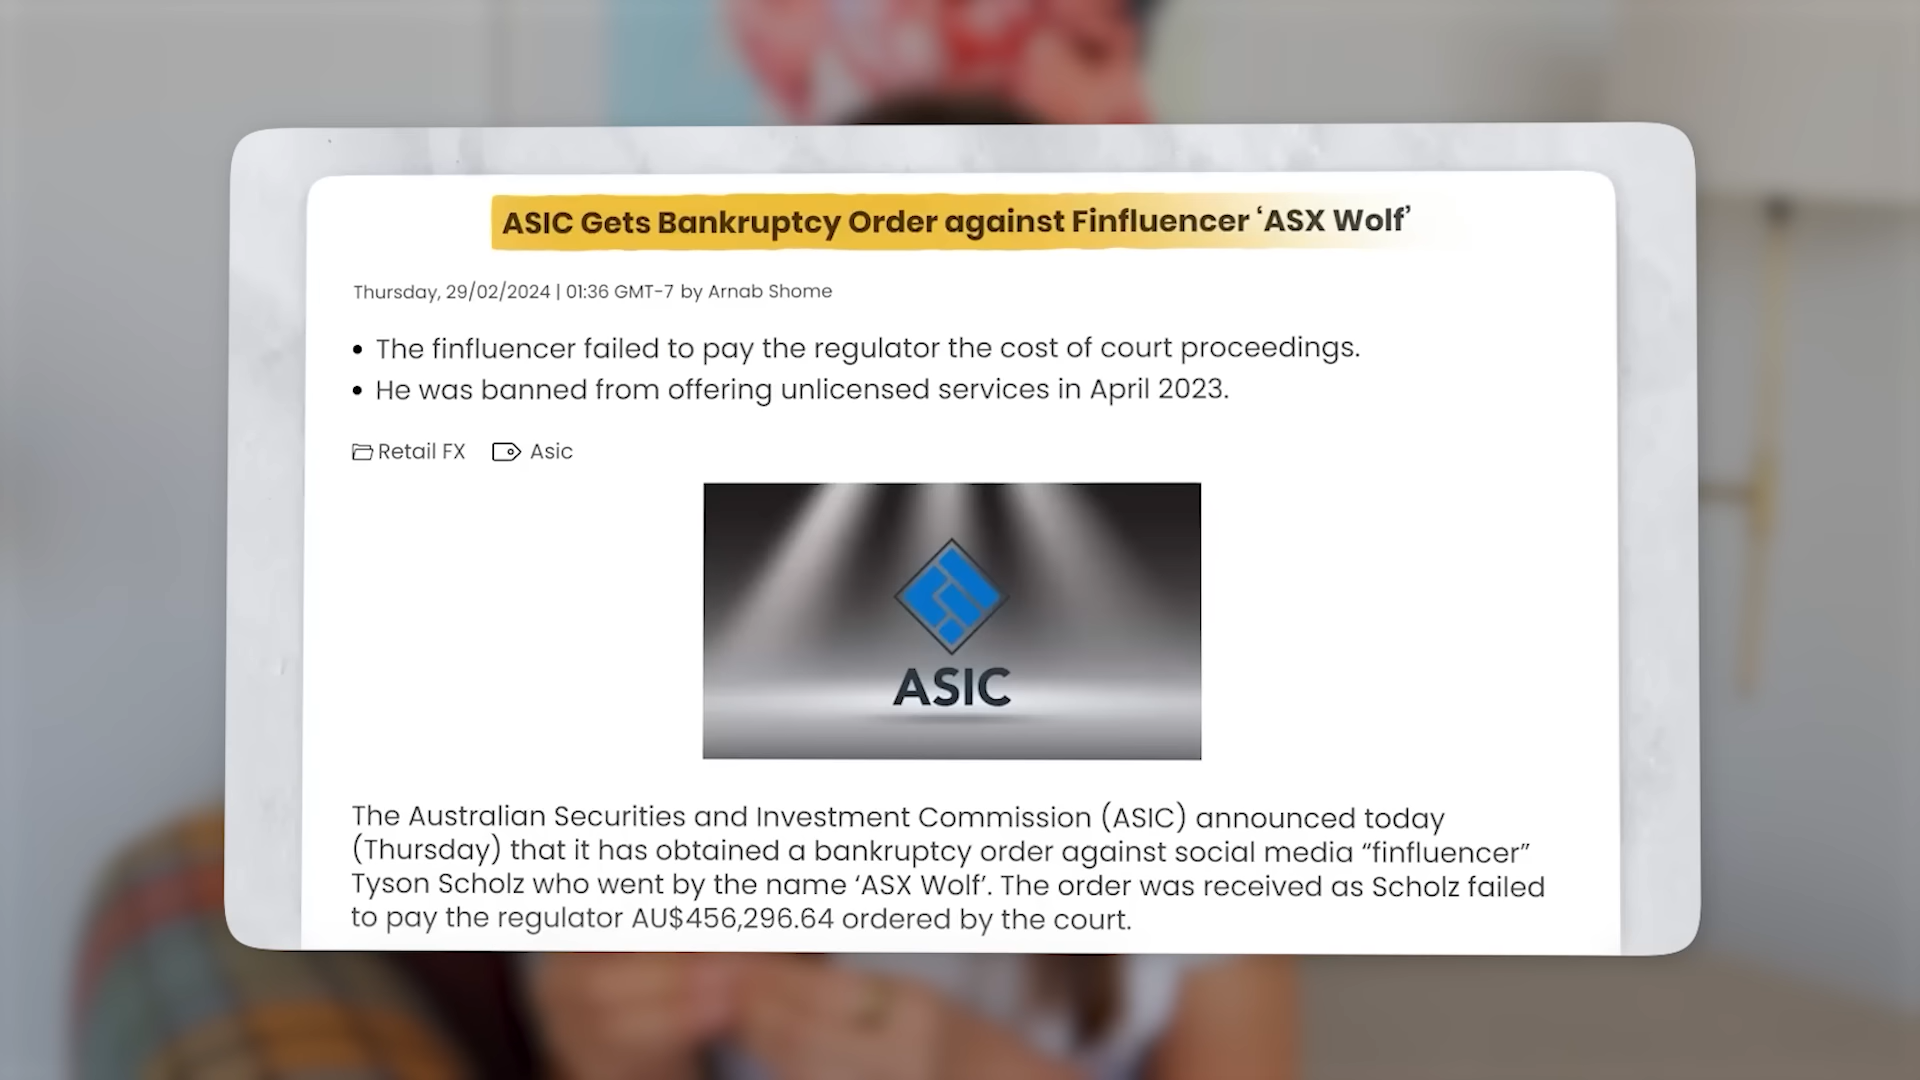 ASIC Gets Bankruptcy Order against Finfluencer ‘ASX Wolf’
Thursday, 29/02/2024 | 01:36 GMT-7 by Arnab Shome
• The finfluencer failed to pay the regulator the cost of court proceedings.
• He was banned from offering unlicensed services in April 2023.
Retail FX Asic
ASIC
The Australian Securities and Investment Commission (ASIC) announced today
(Thursday) that it has obtained a bankruptcy order against social media “finfluencer”
Tyson Scholz who went by the name ‘ASX Wolf’. The order was received as Scholz failed
to pay the regulator AU$456,296.64 ordered by the court.